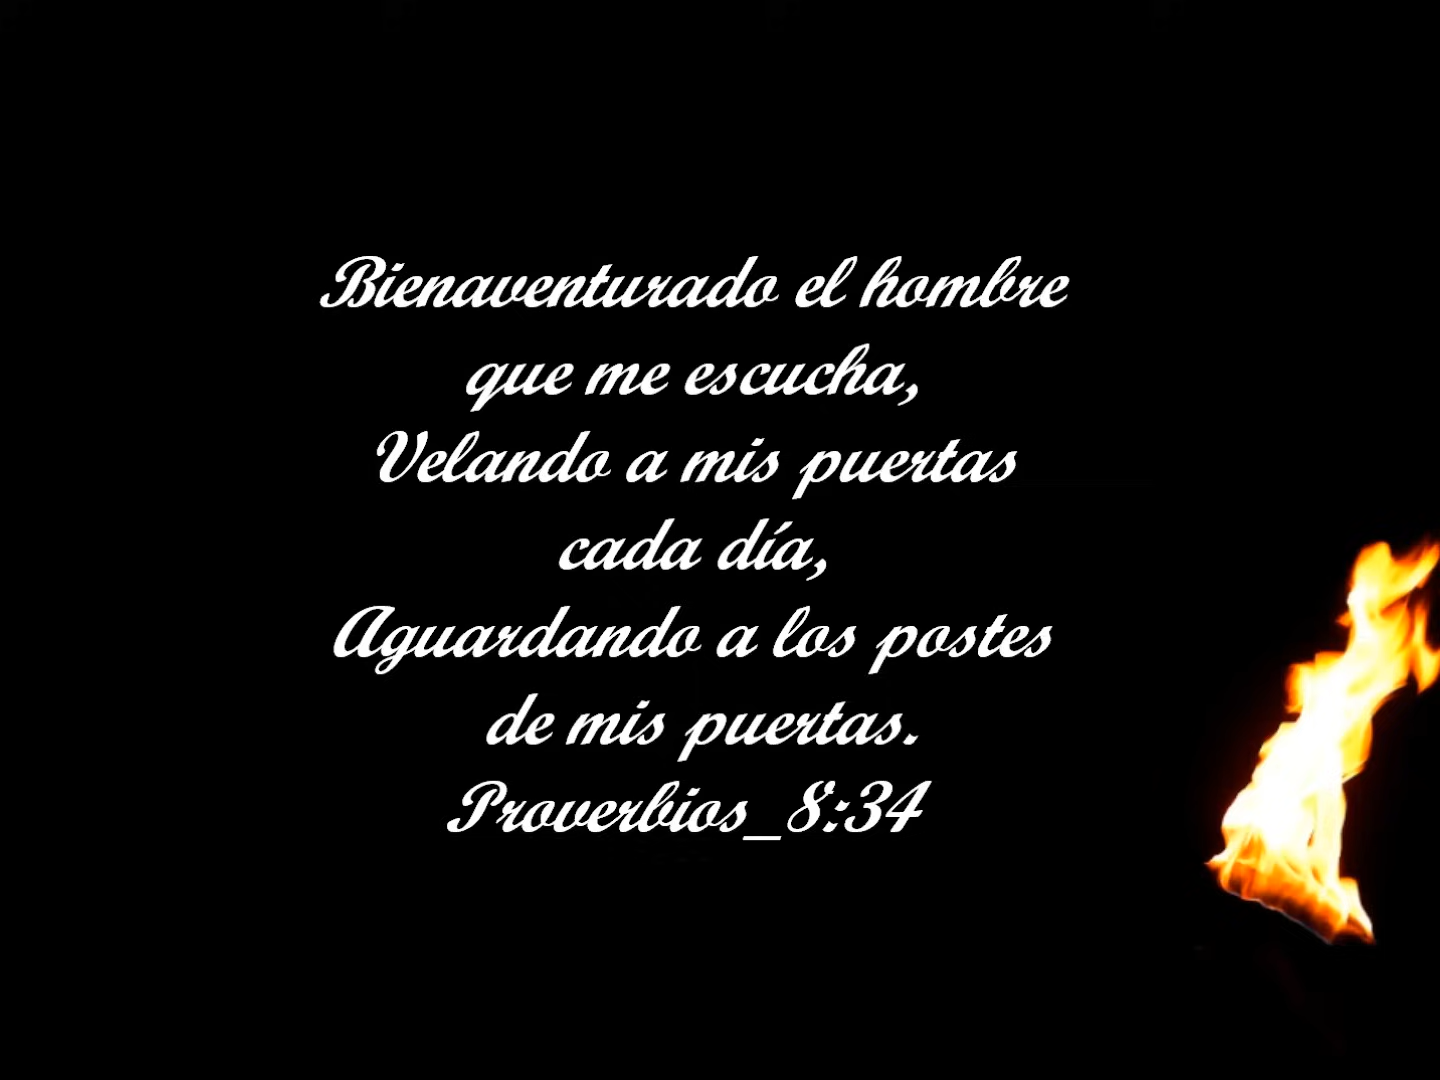 Bienaventurado el hombre
que me escucha,
Velando a mis puertas
cada día,
Aguardando a los postes
de mis puertas.
Proverbios_8:34